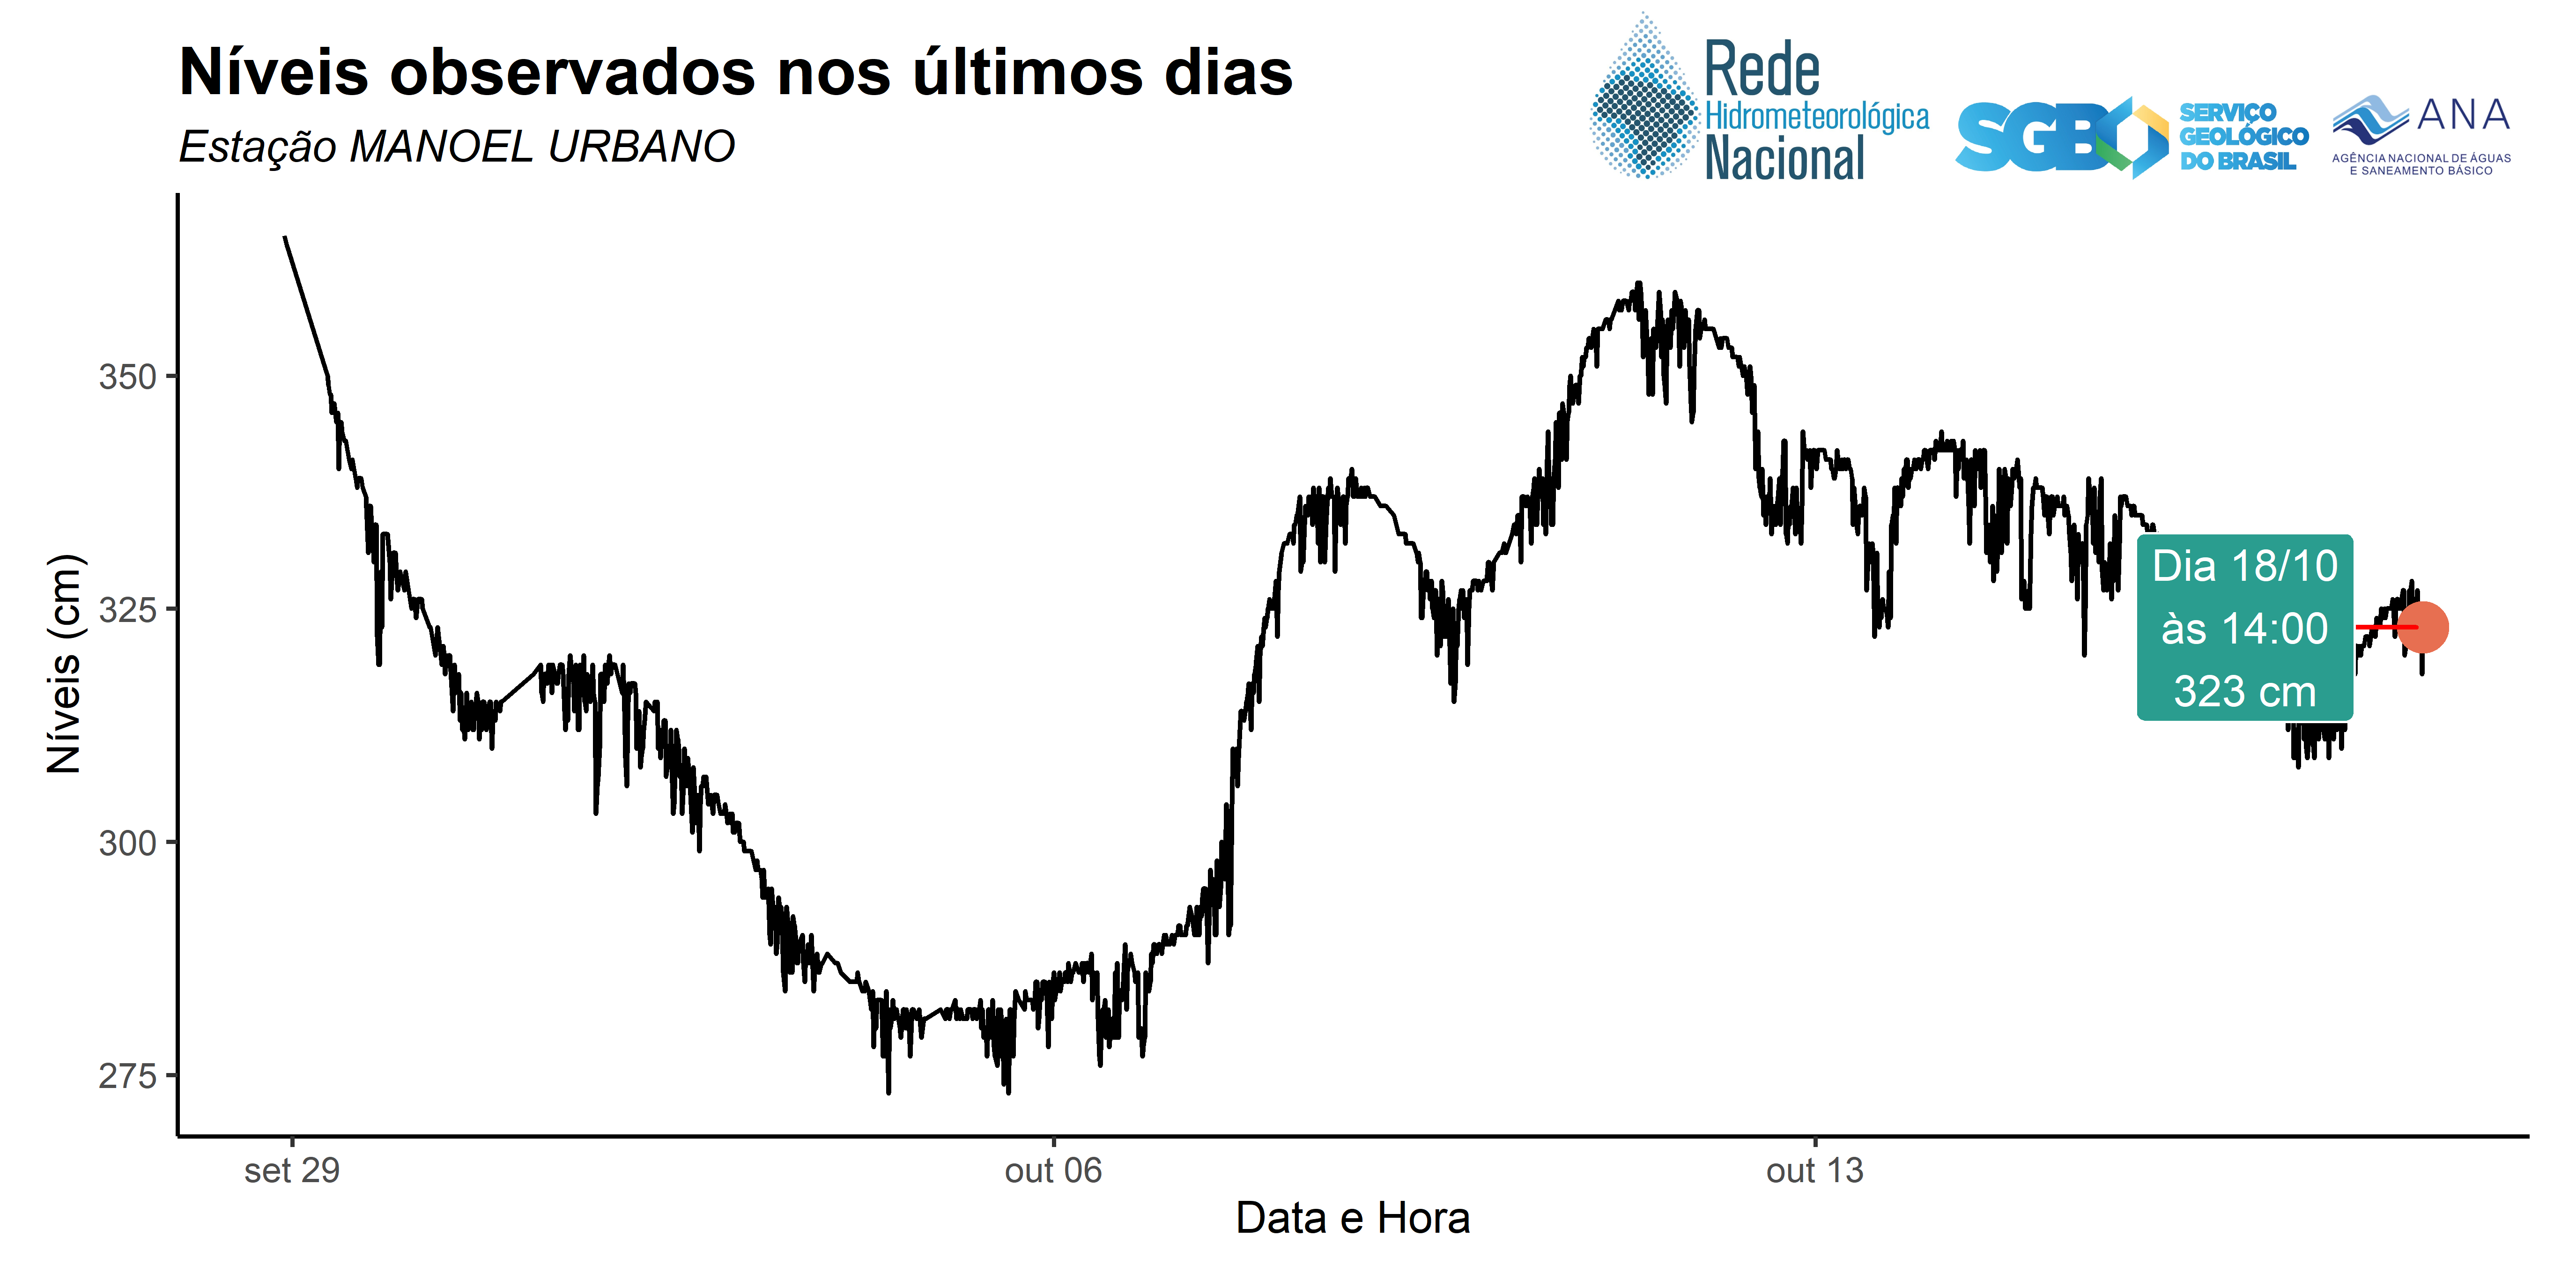 Níveis observados nos últimos dias
Estação MANOEL URBANO
Rede
Hidrometeorológica
Nacional
SGB
SERVIÇO
GEOLÓGICO
DO BRASIL
ANA
AGÊNCIA NACIONAL DE ÁGUAS
E SANEAMENTO BÁSICO
Níveis (cm)
350
325
300
275
Dia 18/10
às 14:00
323 cm
set 29
out 06
out 13
Data e Hora